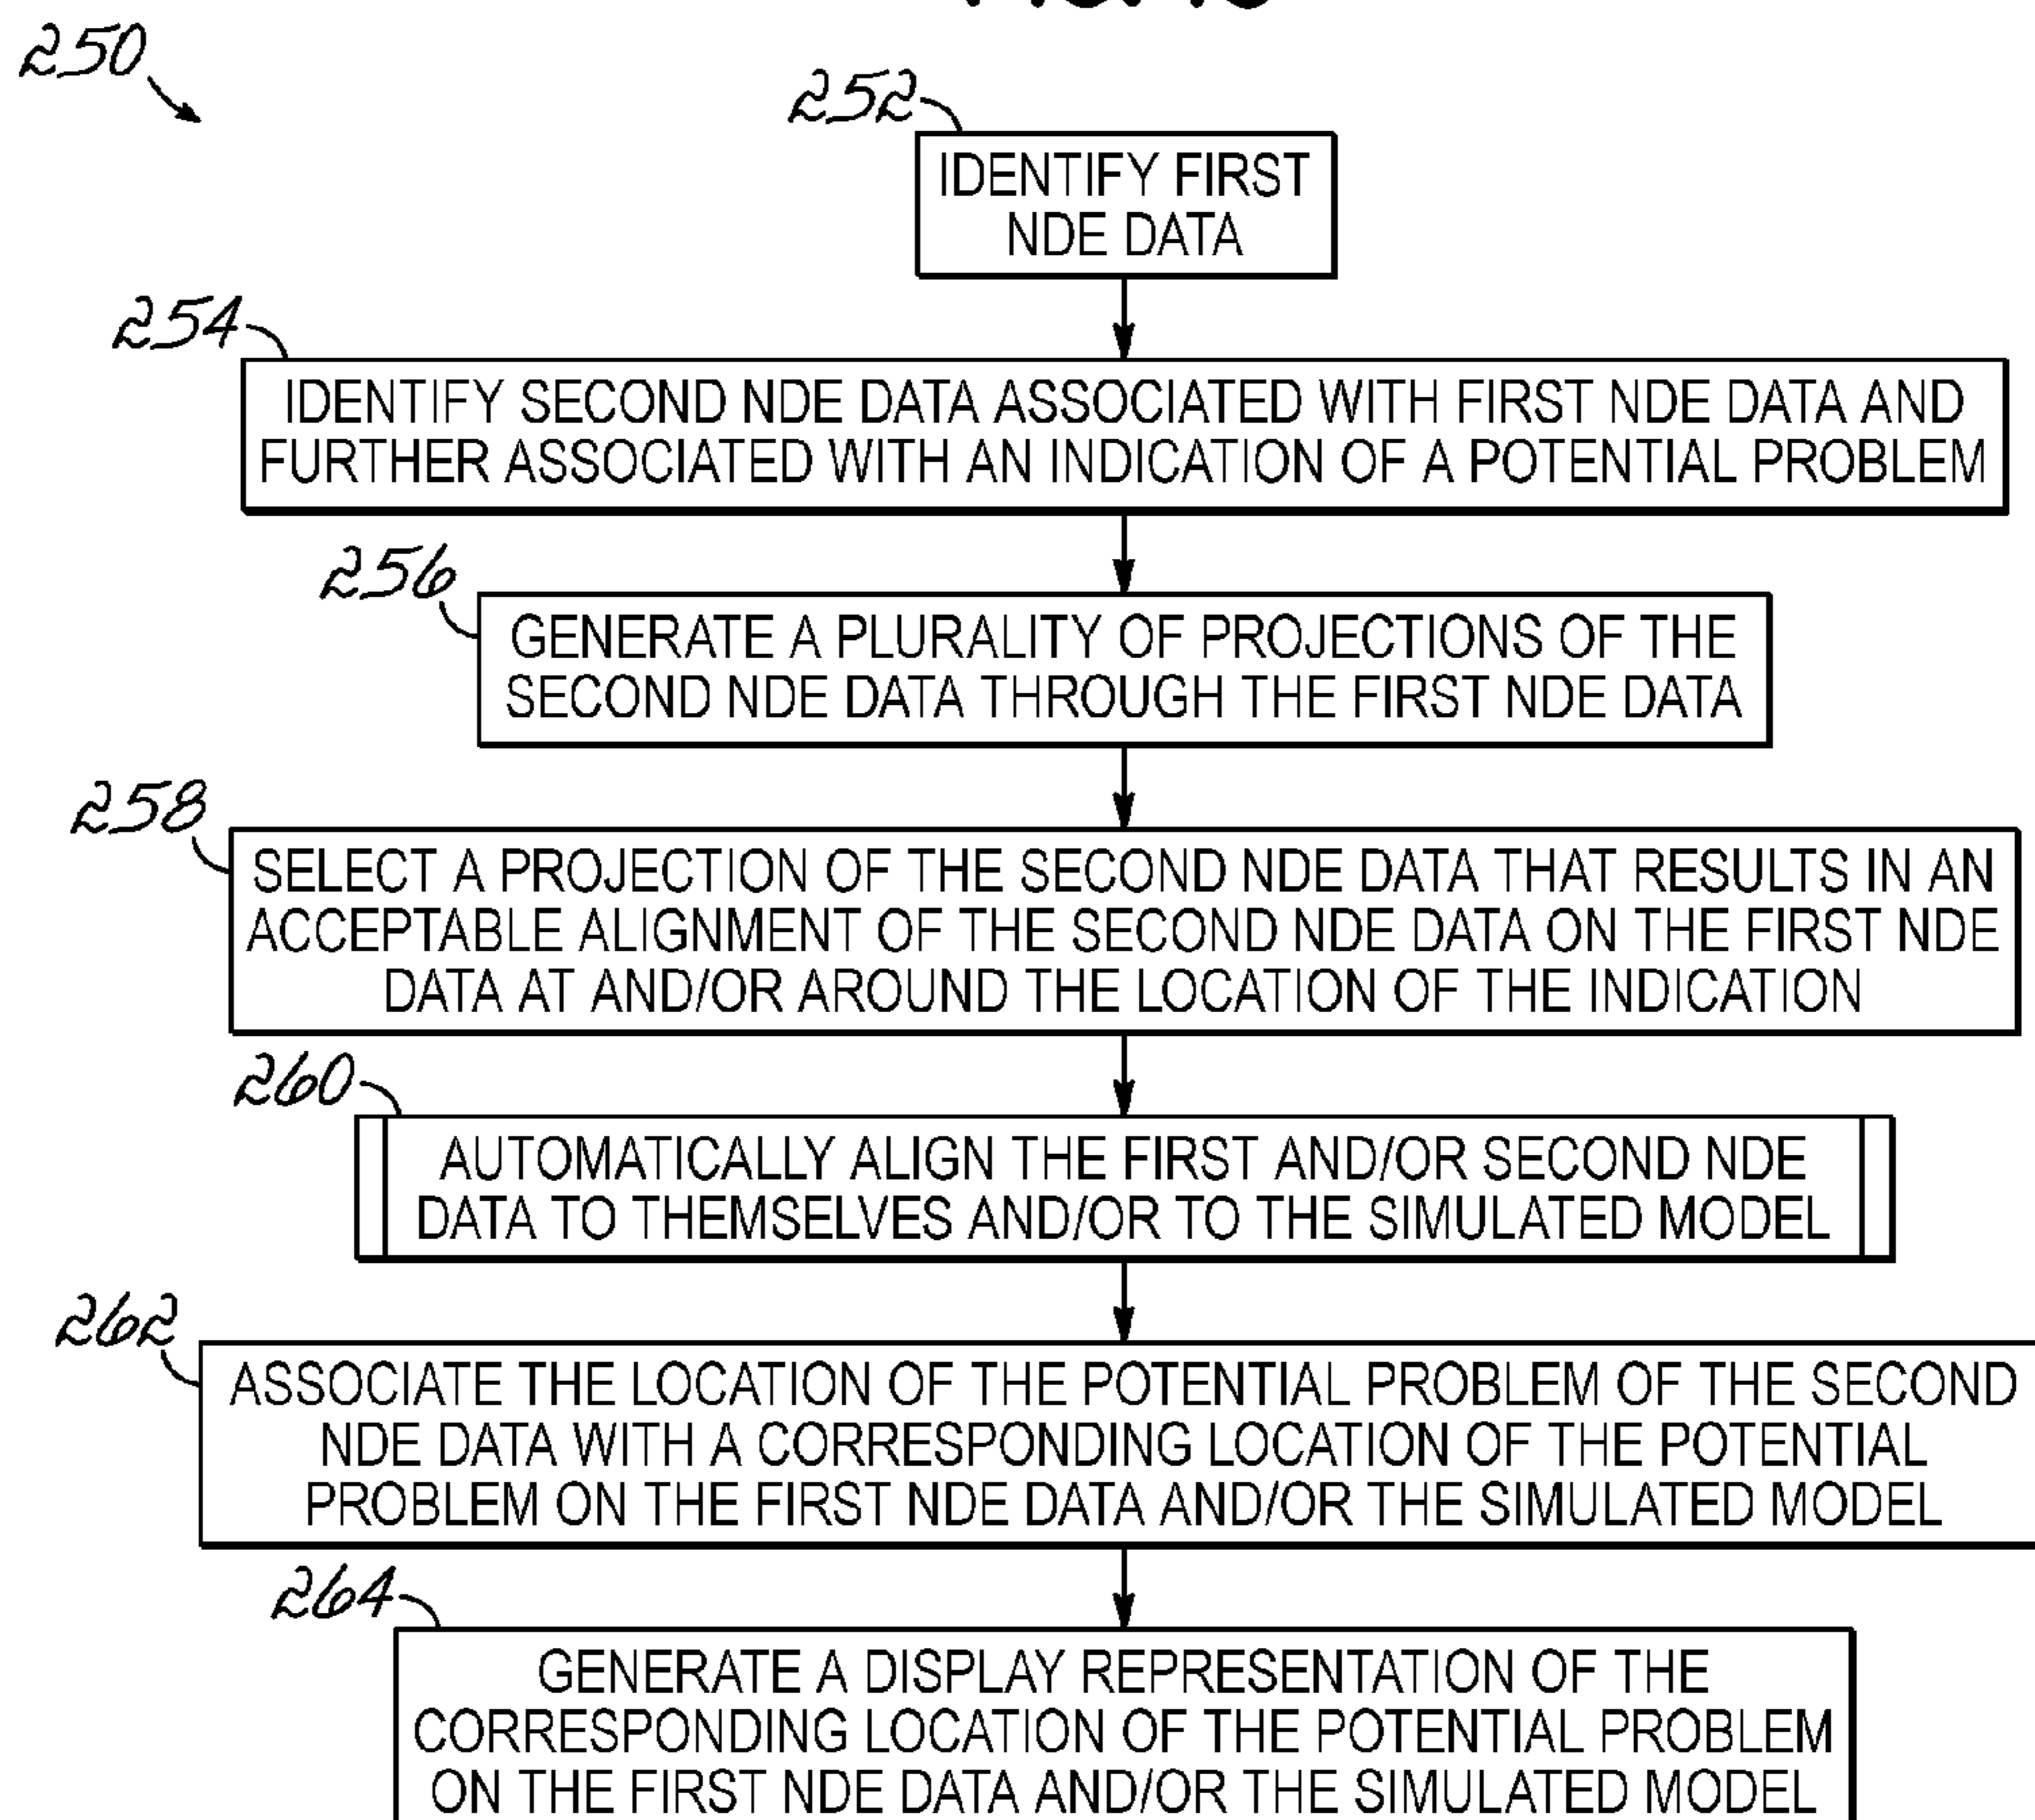 250
252
IDENTIFY FIRST
NDE DATA
254
IDENTIFY SECOND NDE DATA ASSOCIATED WITH FIRST NDE DATA AND
FURTHER ASSOCIATED WITH AN INDICATION OF A POTENTIAL PROBLEM
256
GENERATE A PLURALITY OF PROJECTIONS OF THE
SECOND NDE DATA THROUGH THE FIRST NDE DATA
258
SELECT A PROJECTION OF THE SECOND NDE DATA THAT RESULTS IN AN
ACCEPTABLE ALIGNMENT OF THE SECOND NDE DATA ON THE FIRST NDE
DATA AT AND/OR AROUND THE LOCATION OF THE INDICATION
260
AUTOMATICALLY ALIGN THE FIRST AND/OR SECOND NDE
DATA TO THEMSELVES AND/OR TO THE SIMULATED MODEL
262
ASSOCIATE THE LOCATION OF THE POTENTIAL PROBLEM OF THE SECOND
NDE DATA WITH A CORRESPONDING LOCATION OF THE POTENTIAL
PROBLEM ON THE FIRST NDE DATA AND/OR THE SIMULATED MODEL
264
GENERATE A DISPLAY REPRESENTATION OF THE
CORRESPONDING LOCATION OF THE POTENTIAL PROBLEM
ON THE FIRST NDE DATA AND/OR THE SIMULATED MODEL